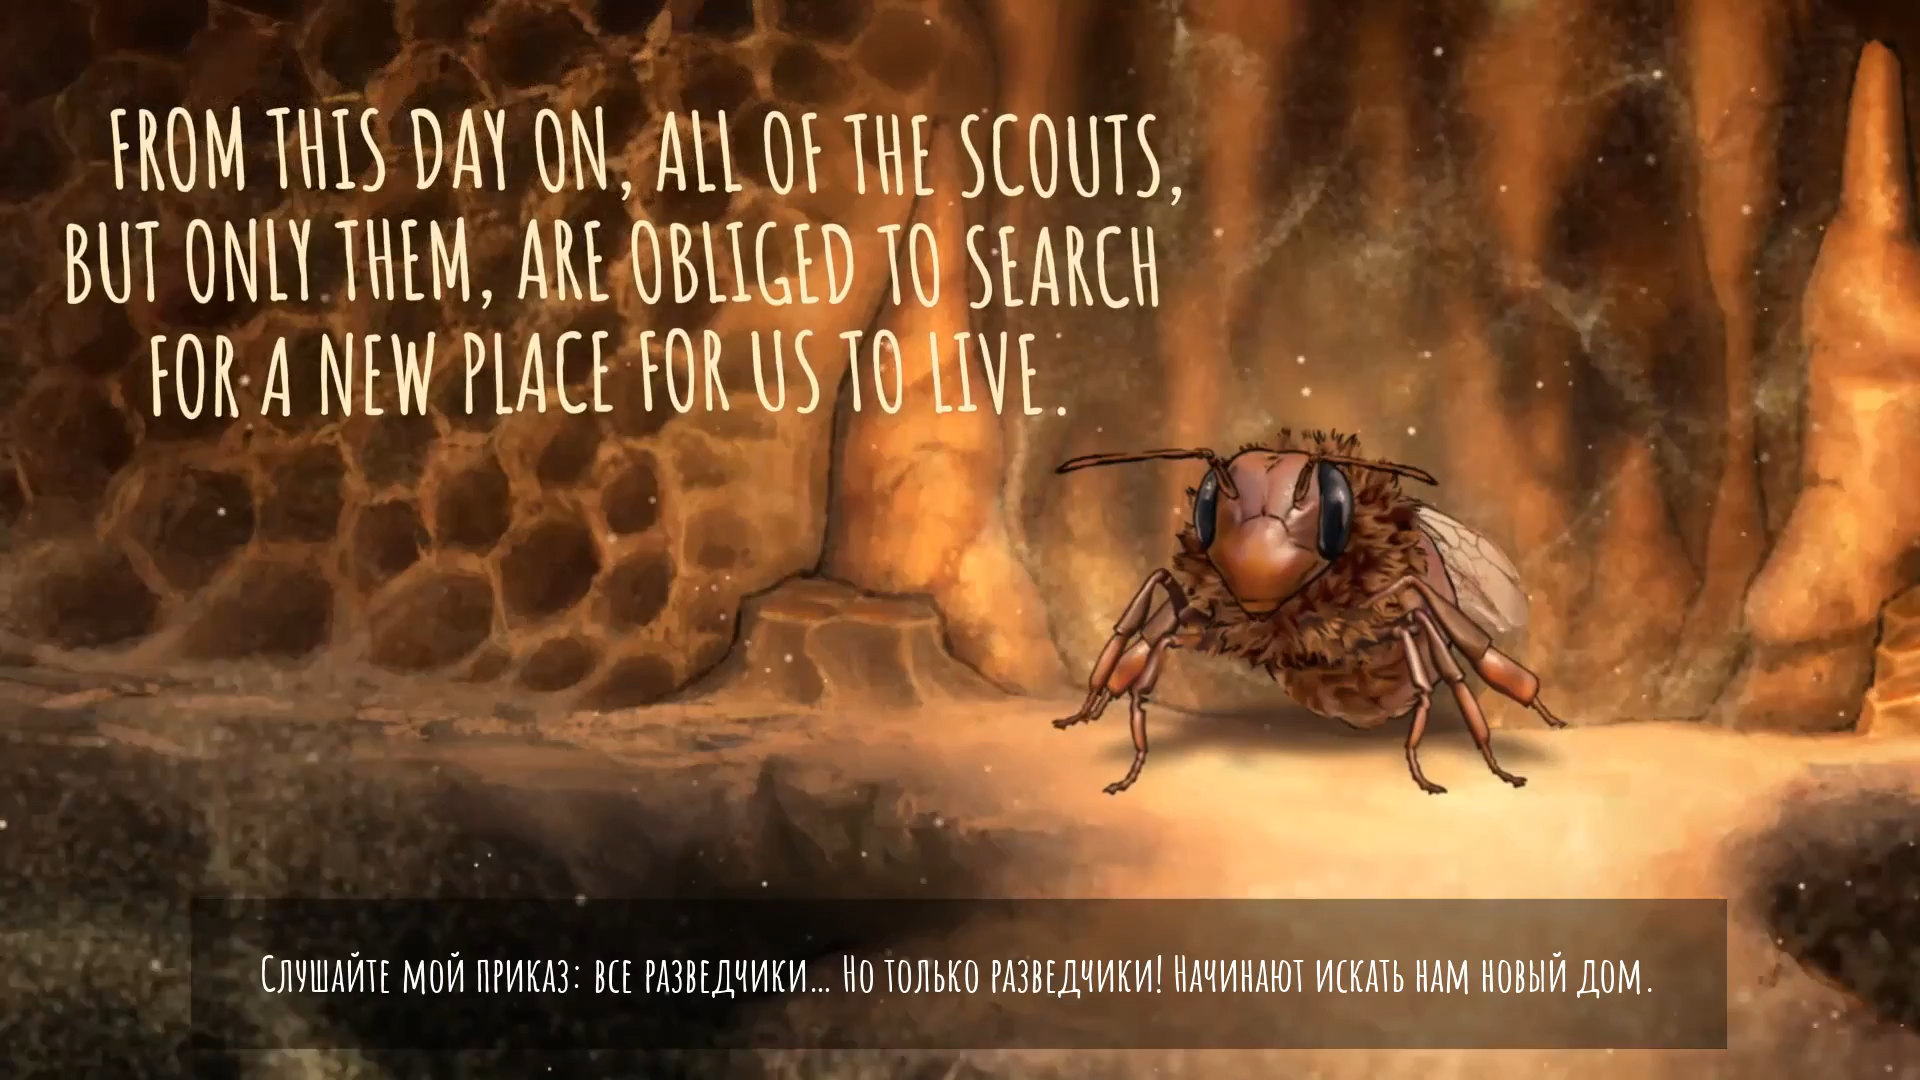 FROM THIS DAY ON, ALL OF THE SCOUTS,
BUT ONLY THEM, ARE OBLIGED TO SEARCH
FOR A NEW PLACE FOR US TO LIVE.
Слушайте мой приказ: все разведчики... Но только разведчики! Начинают искать нам новый дом.